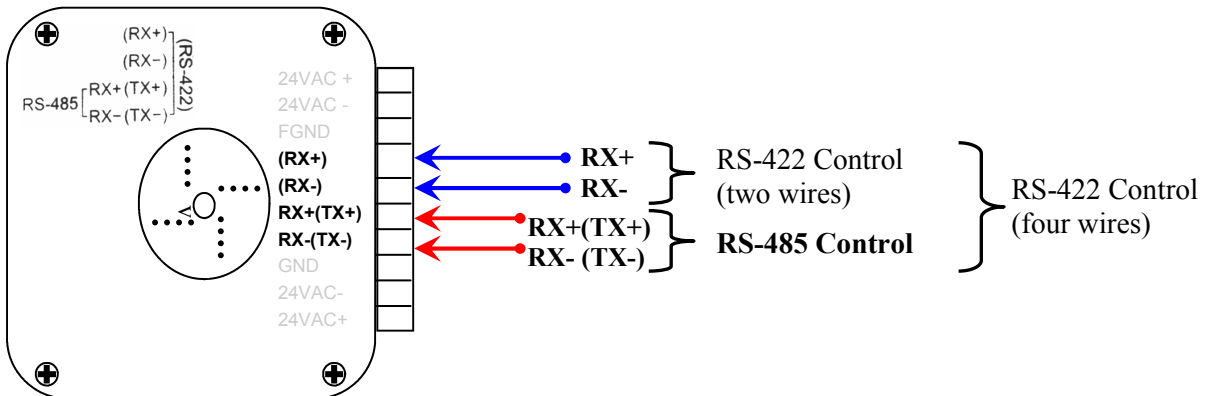 (RX+)
(RX-)
RS-485
RX+(TX+)
RX-(TX-)
(RS-422)
24VAC +
24VAC -
FGND
(RX+)
(RX-)
RX+(TX+)
RX-(TX-)
GND
24VAC-
24VAC+
V
RX+
RX-
RS-422 Control
(two wires)
RX+(TX+)
RX- (TX-)
RS-485 Control
RS-422 Control
(four wires)